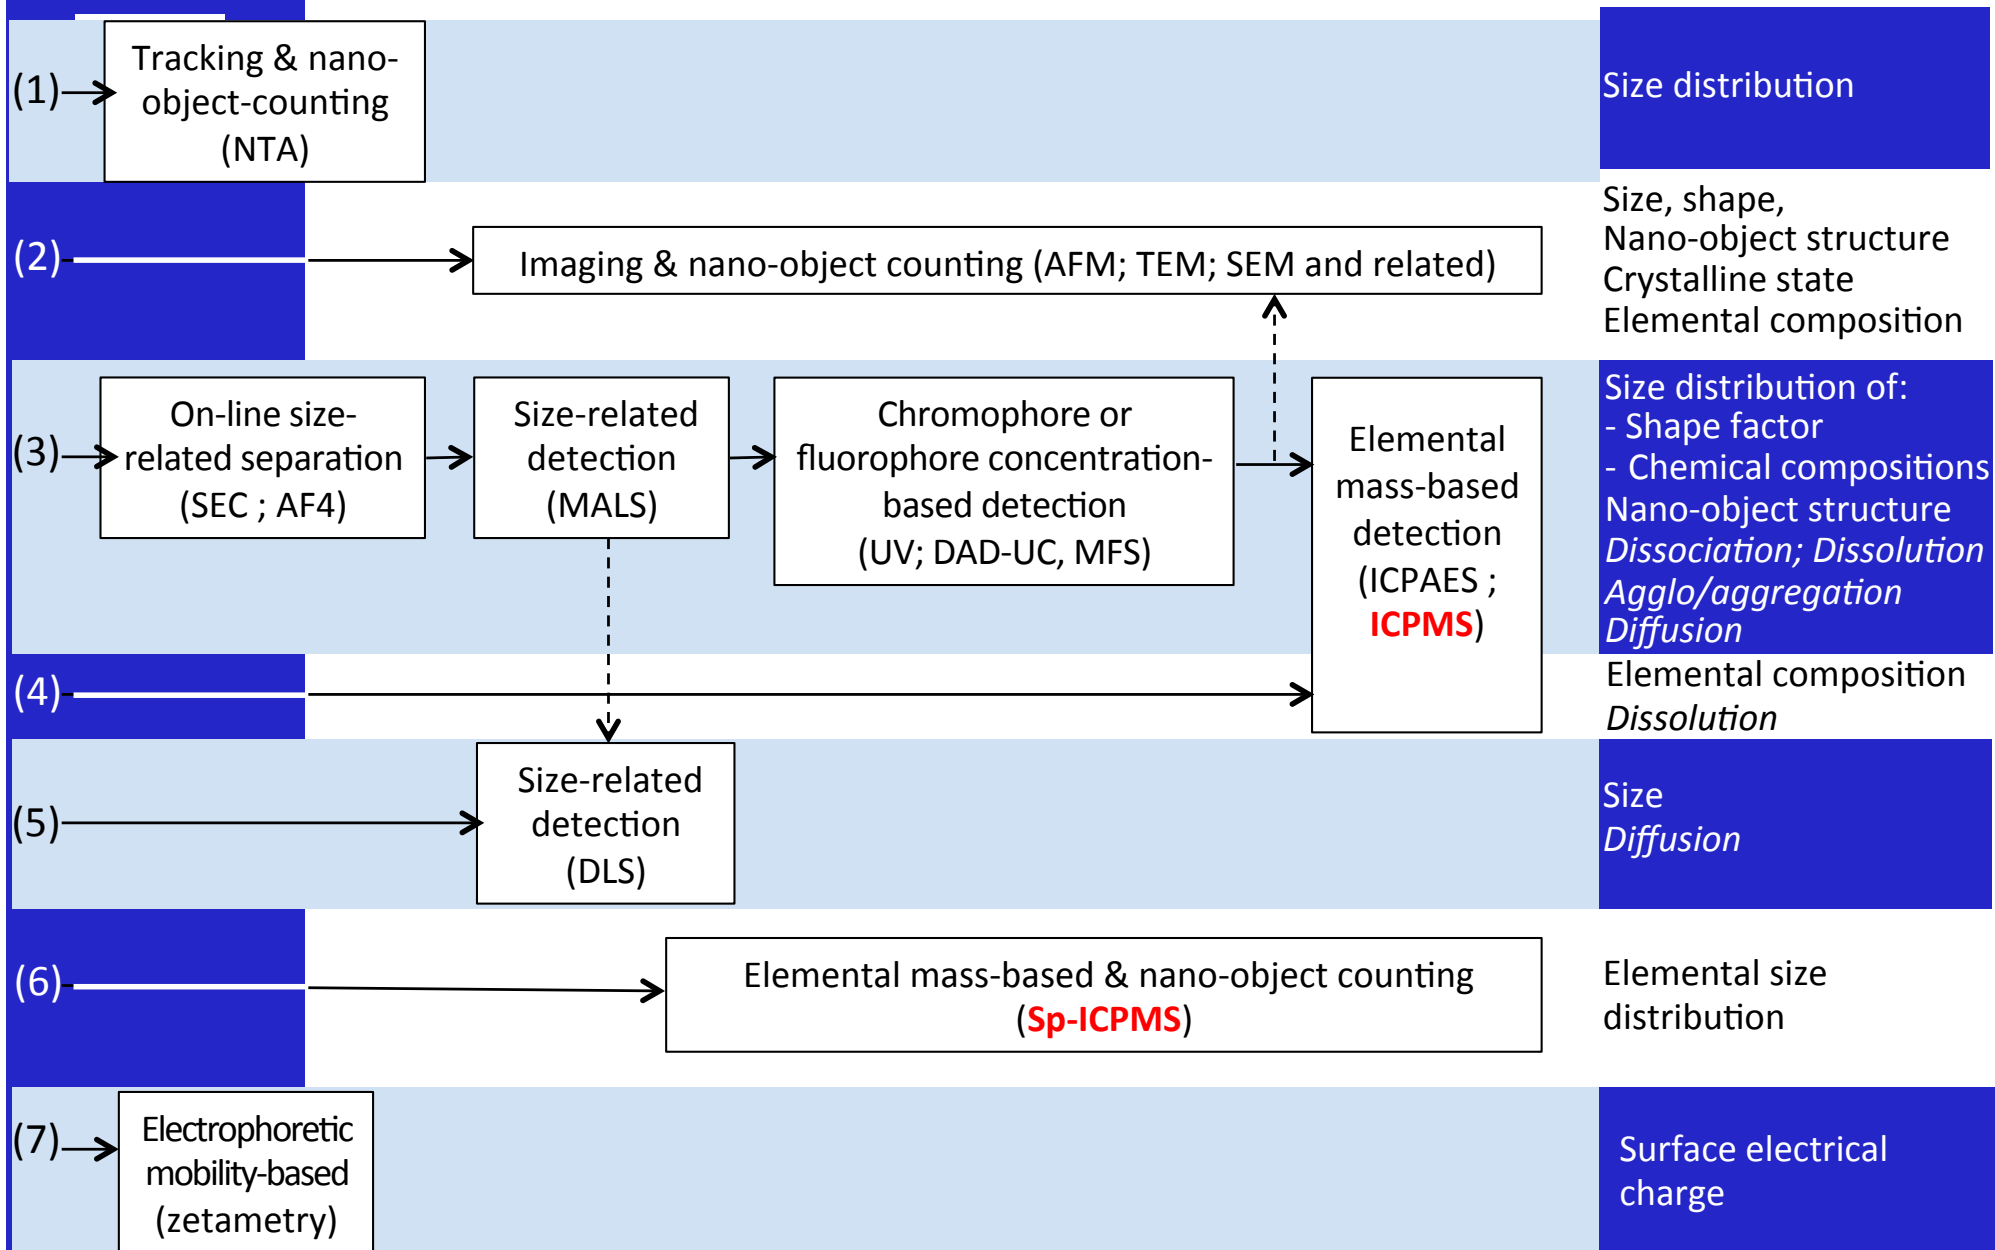 (1)
Tracking & nano-
object-counting
(NTA)
Size distribution
(2)
Imaging & nano-object counting (AFM; TEM; SEM and related)
Size, shape,
Nano-object structure
Crystalline state
Elemental composition
(3)
On-line size-
related separation
(SEC ; AF4)
Size-related
detection
(MALS)
Chromophore or
fluorophore concentration-
based detection
(UV; DAD-UC, MFS)
Elemental
mass-based
detection
(ICPAES ;
ICPMS)
Size distribution of:
- Shape factor
- Chemical compositions
Nano-object structure
Dissociation; Dissolution
Agglo/aggregation
Diffusion
(4)
Elemental composition
Dissolution
(5)
Size-related
detection
(DLS)
Size
Diffusion
(6)
Elemental mass-based & nano-object counting
(Sp-ICPMS)
Elemental size
distribution
(7)
Electrophoretic
mobility-based
(zetametry)
Surface electrical
charge